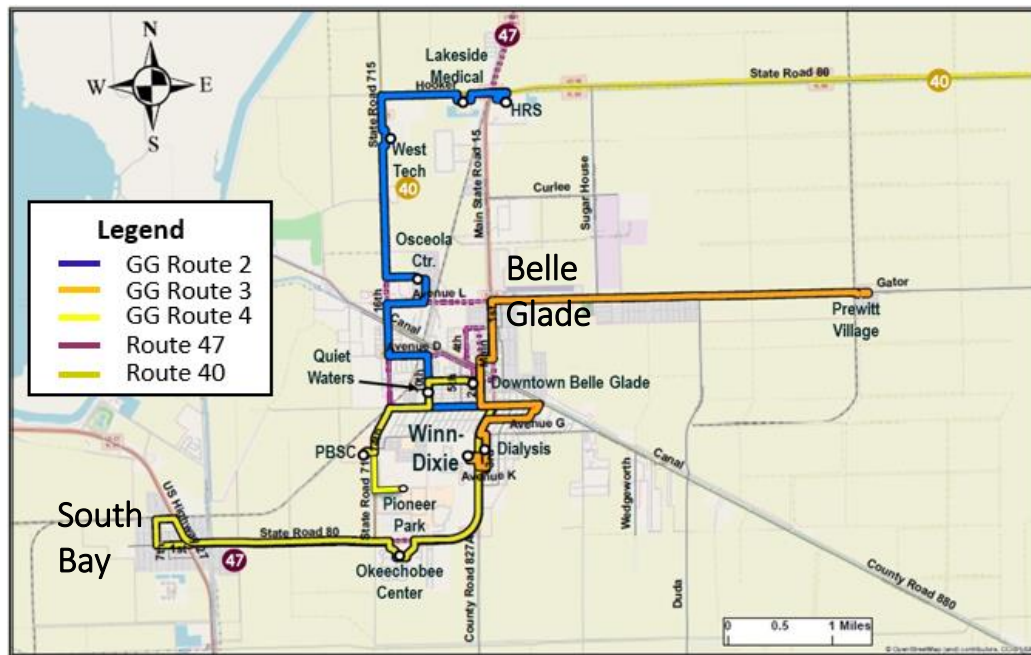 N
W
E
S
47
Lakeside
Medical
State Road 715
Hooker
HRS
State Road 80
40
West
Tech
40
Main State Road 15
Curlee
Sugar House
Osceola
Ctr.
Legend
GG Route 2
GG Route 3
GG Route 4
Route 47
Route 40
Avenue L
16th
Belle
Glade
Gator
Prewitt
Village
Canal
Avenue D
4th
Main
Quiet
Waters
5th
Downtown Belle Glade
Avenue G
Winn-
Dixie
Dialysis
PBSC
Avenue K
Canal
Wedgeworth
Pioneer
Park
South
Bay
US Highway 27
State Road 80
1st
47
Okeechobee
Center
County Road 827A
Duda
County Road 880
0 0.5 1 Miles